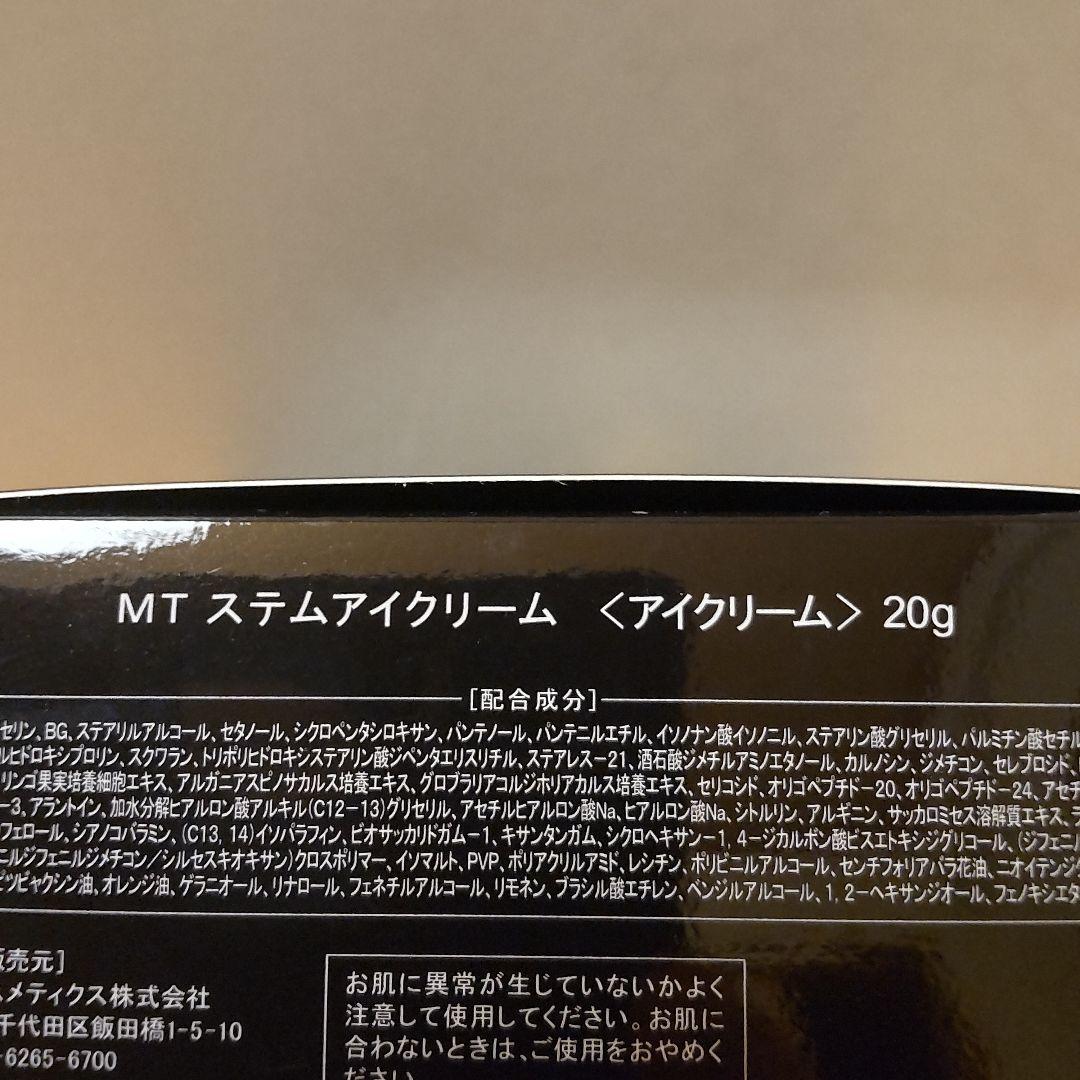 MT ステムアイクリーム 〈アイクリーム〉 20g
[配合成分]
セリン、BG、ステアリルアルコール、セタノール、シクロペンタシロキサン、パンテノール、パンテニルエチル、イソノナン酸イソノニル、ステアリン酸グリセリル、パルミチン酸セチル
ルヒドロキシプロリン、スクワラン、トリポリヒドロキシステアリン酸ジペンタエリスリチル、ステアレス-21、酒石酸ジメチルアミノエタノール、カルノシン、ジメチコン、セレブロシド、
リンゴ果実培養細胞エキス、アルガニアスピノサカルス培養エキス、グロブラリアコルジホリアカルス培養エキス、セリコシド、オリゴペプチド-20、オリゴペプチド-24、アセチ
ー3、アラントイン、加水分解ヒアルロン酸アルキル(C12-13)グリセリル、アセチルヒアルロン酸Na、ヒアルロン酸Na、シトルリン、アルギニン、サッカロミセス溶解質エキス、
フェロール、シアノコバラミン、(C13, 14)イソパラフィン、ビオサッカリドガム-1、キサンタンガム、シクロヘキサン-1, 4-ジカルボン酸ビスエトキシジグリコール、(ジフェニル
ニルジフェニルジメチコン／シルセスキオキサン)クロスポリマー、イソマルト、PVP、ポリアクリルアミド、レシチン、ポリビニルアルコール、センチフォリアバラ花油、ニオイテンジク
ピツビャクシン油、オレンジ油、ゲラニオール、リナロール、フェネチルアルコール、リモネン、ブラシル酸エチレン、ベンジルアルコール、1, 2-ヘキサンジオール、フェノキシエタ
販売元]
メティクス株式会社
千代田区飯田橋1-5-10
-6265-6700
お肌に異常が生じていないかよく
注意して使用してください。お肌に
合わないときは、ご使用をおやめく
ださい。